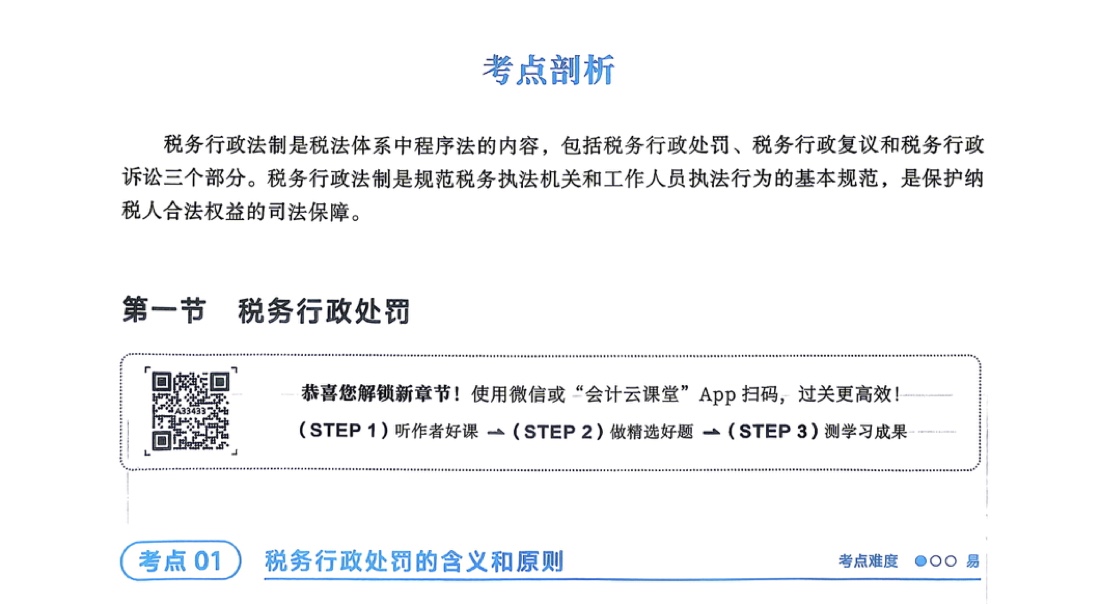 考点剖析
税务行政法制是税法体系中程序法的内容，包括税务行政处罚、税务行政复议和税务行政
诉讼三个部分。税务行政法制是规范税务执法机关和工作人员执法行为的基本规范，是保护纳
税人合法权益的司法保障。
第一节 税务行政处罚
A33433
恭喜您解锁新章节！使用微信或“会计云课堂”App 扫码，过关更高效！
（STEP 1）听作者好课 ⇀（STEP 2）做精选好题 ⇀（STEP 3）测学习成果
考点 01 税务行政处罚的含义和原则 考点难度 ●○○ 易